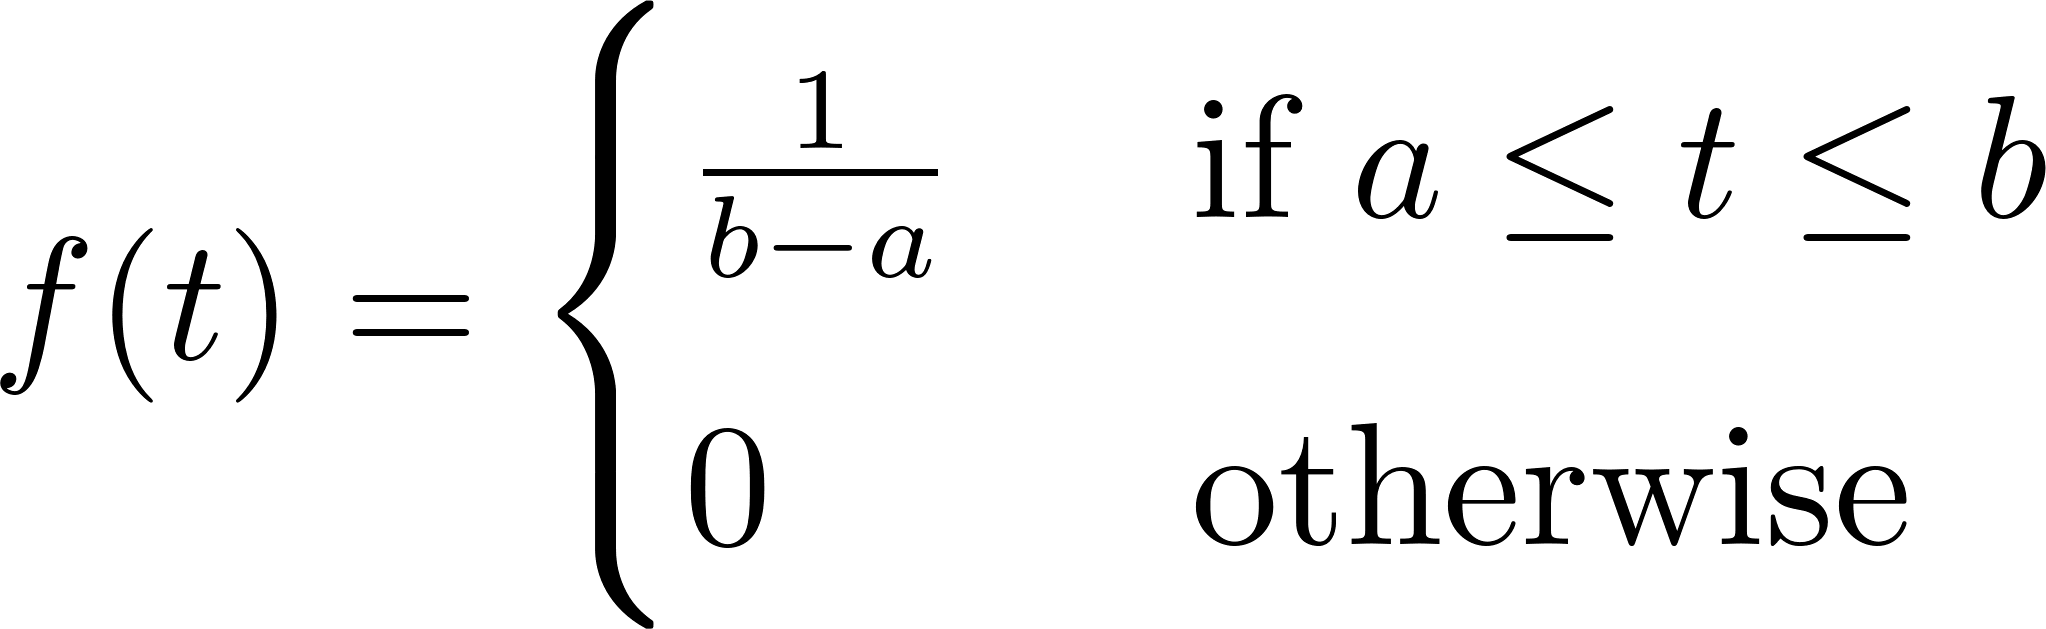 f(t) = { 1/(b−a) if a ≤ t ≤ b
0 otherwise